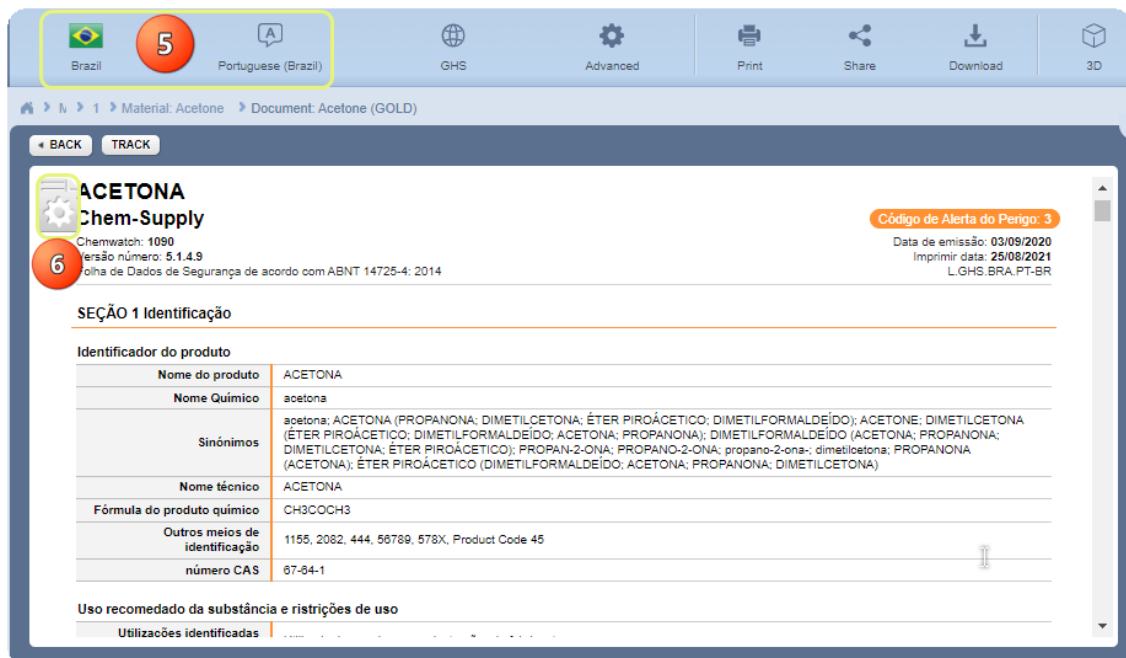 5
Brazil
Portuguese (Brazil)
GHS
Advanced
Print
Share
Download
3D
1 Material: Acetone Document: Acetone (GOLD)
BACK TRACK
ACETONA
Chem-Supply
Código de Alerta do Perigo: 3
Chemwatch: 1090
Data de emissão: 03/09/2020
6
Versão número: 5.1.4.9
Imprimir data: 25/08/2021
Folha de Dados de Segurança de acordo com ABNT 14725-4: 2014
L.GHS.BRA.PT-BR
SEÇÃO 1 Identificação
Identificador do produto
Nome do produto ACETONA
Nome Químico acetona
Sinónimos
acetona; ACETONA (PROPANONA; DIMETILCETONA; ÉTER PIROÁCETICO; DIMETILFORMALDEÍDO); ACETONE; DIMETILCETONA
(ÉTER PIROÁCETICO; DIMETILFORMALDEÍDO; ACETONA; PROPANONA); DIMETILFORMALDEÍDO (ACETONA; PROPANONA;
DIMETILCETONA; ÉTER PIROÁCETICO); PROPAN-2-ONA; PROPANO-2-ONA; propano-2-ona-; dimetilcetona; PROPANONA
(ACETONA); ÉTER PIROÁCETICO (DIMETILFORMALDEÍDO; ACETONA; PROPANONA; DIMETILCETONA)
Nome técnico ACETONA
Fórmula do produto químico CH3COCH3
Outros meios de
identificação
1155, 2082, 444, 56789, 578X, Product Code 45
número CAS 67-64-1
Uso recomedado da substância e ristrições de uso
Utilizações identificadas